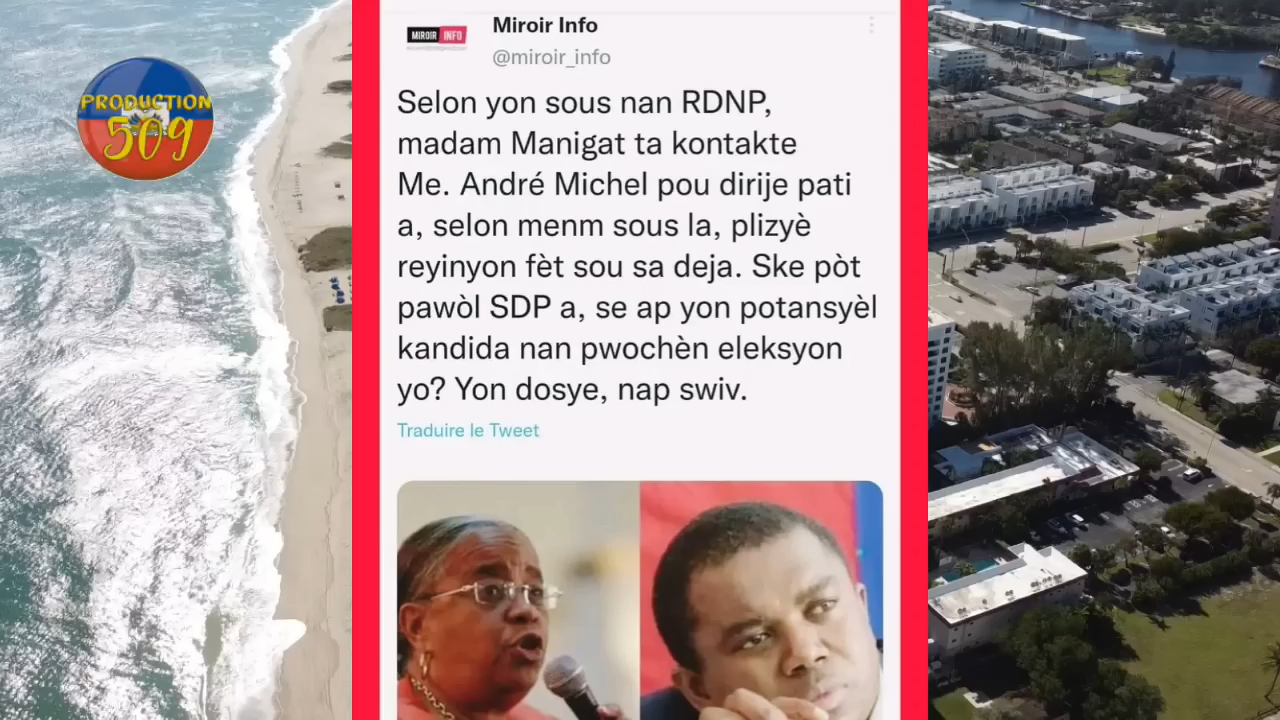 PRODUCTION
509
MIROIR INFO
Miroir Info
@miroir_info
Selon yon sous nan RDNP,
madam Manigat ta kontakte
Me. André Michel pou dirije pati
a, selon menm sous la, plizyè
reyinyon fèt sou sa deja. Ske pòt
pawòl SDP a, se ap yon potansyèl
kandida nan pwochèn eleksyon
yo? Yon dosye, nap swiv.
Traduire le Tweet